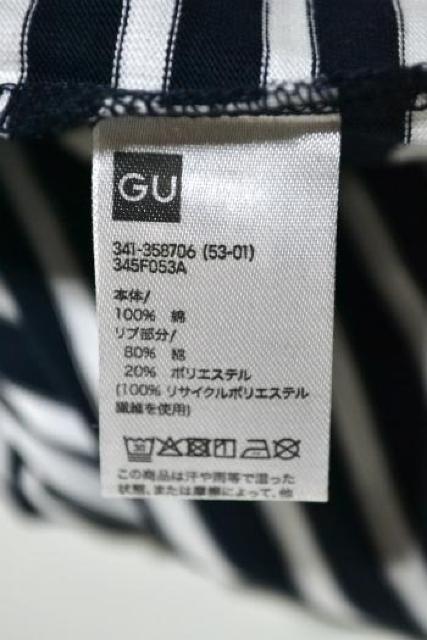 GU
341-358706 (53-01)
345F053A
本体/
100% 綿
リブ部分/
80% 綿
20% ポリエステル
(100% リサイクルポリエステル
繊維を使用)
30
この商品は汗や雨等で湿った
状態、または摩擦によって、他